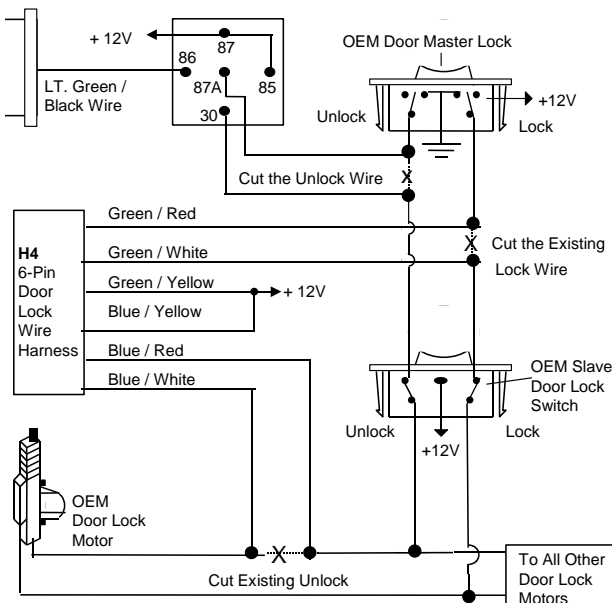 + 12V
87
86
87A
85
30
LT. Green /
Black Wire
OEM Door Master Lock
+12V
Unlock
Lock
Cut the Unlock Wire
X
Green / Red
X
Cut the Existing
Lock Wire
Green / White
Green / Yellow
+ 12V
Blue / Yellow
Blue / Red
Blue / White
H4
6-Pin
Door
Lock
Wire
Harness
OEM Slave
Door Lock
Switch
Unlock
Lock
+12V
OEM
Door Lock
Motor
X
Cut Existing Unlock
To All Other
Door Lock
Motors